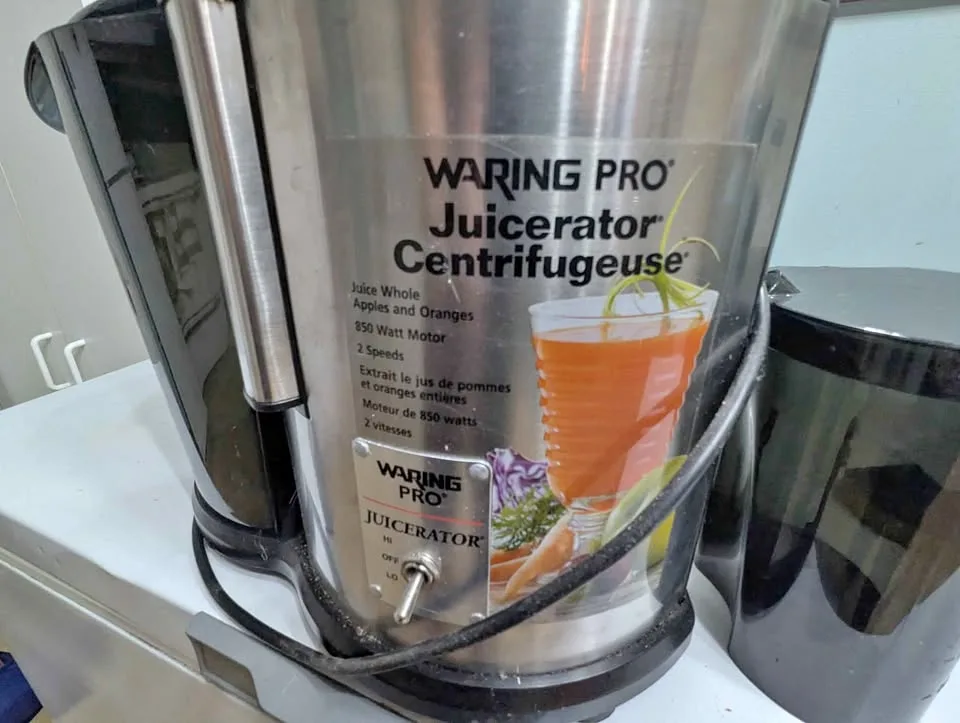 WARING PRO®
Juicerator®
Centrifugeuse®
Juice Whole
Apples and Oranges
850 Watt Motor
2 Speeds
Extrait le jus de pommes
et oranges entières
Moteur de 850 watts
2 vitesses
WARING
PRO®
JUICERATOR®
HI
OFF
LO